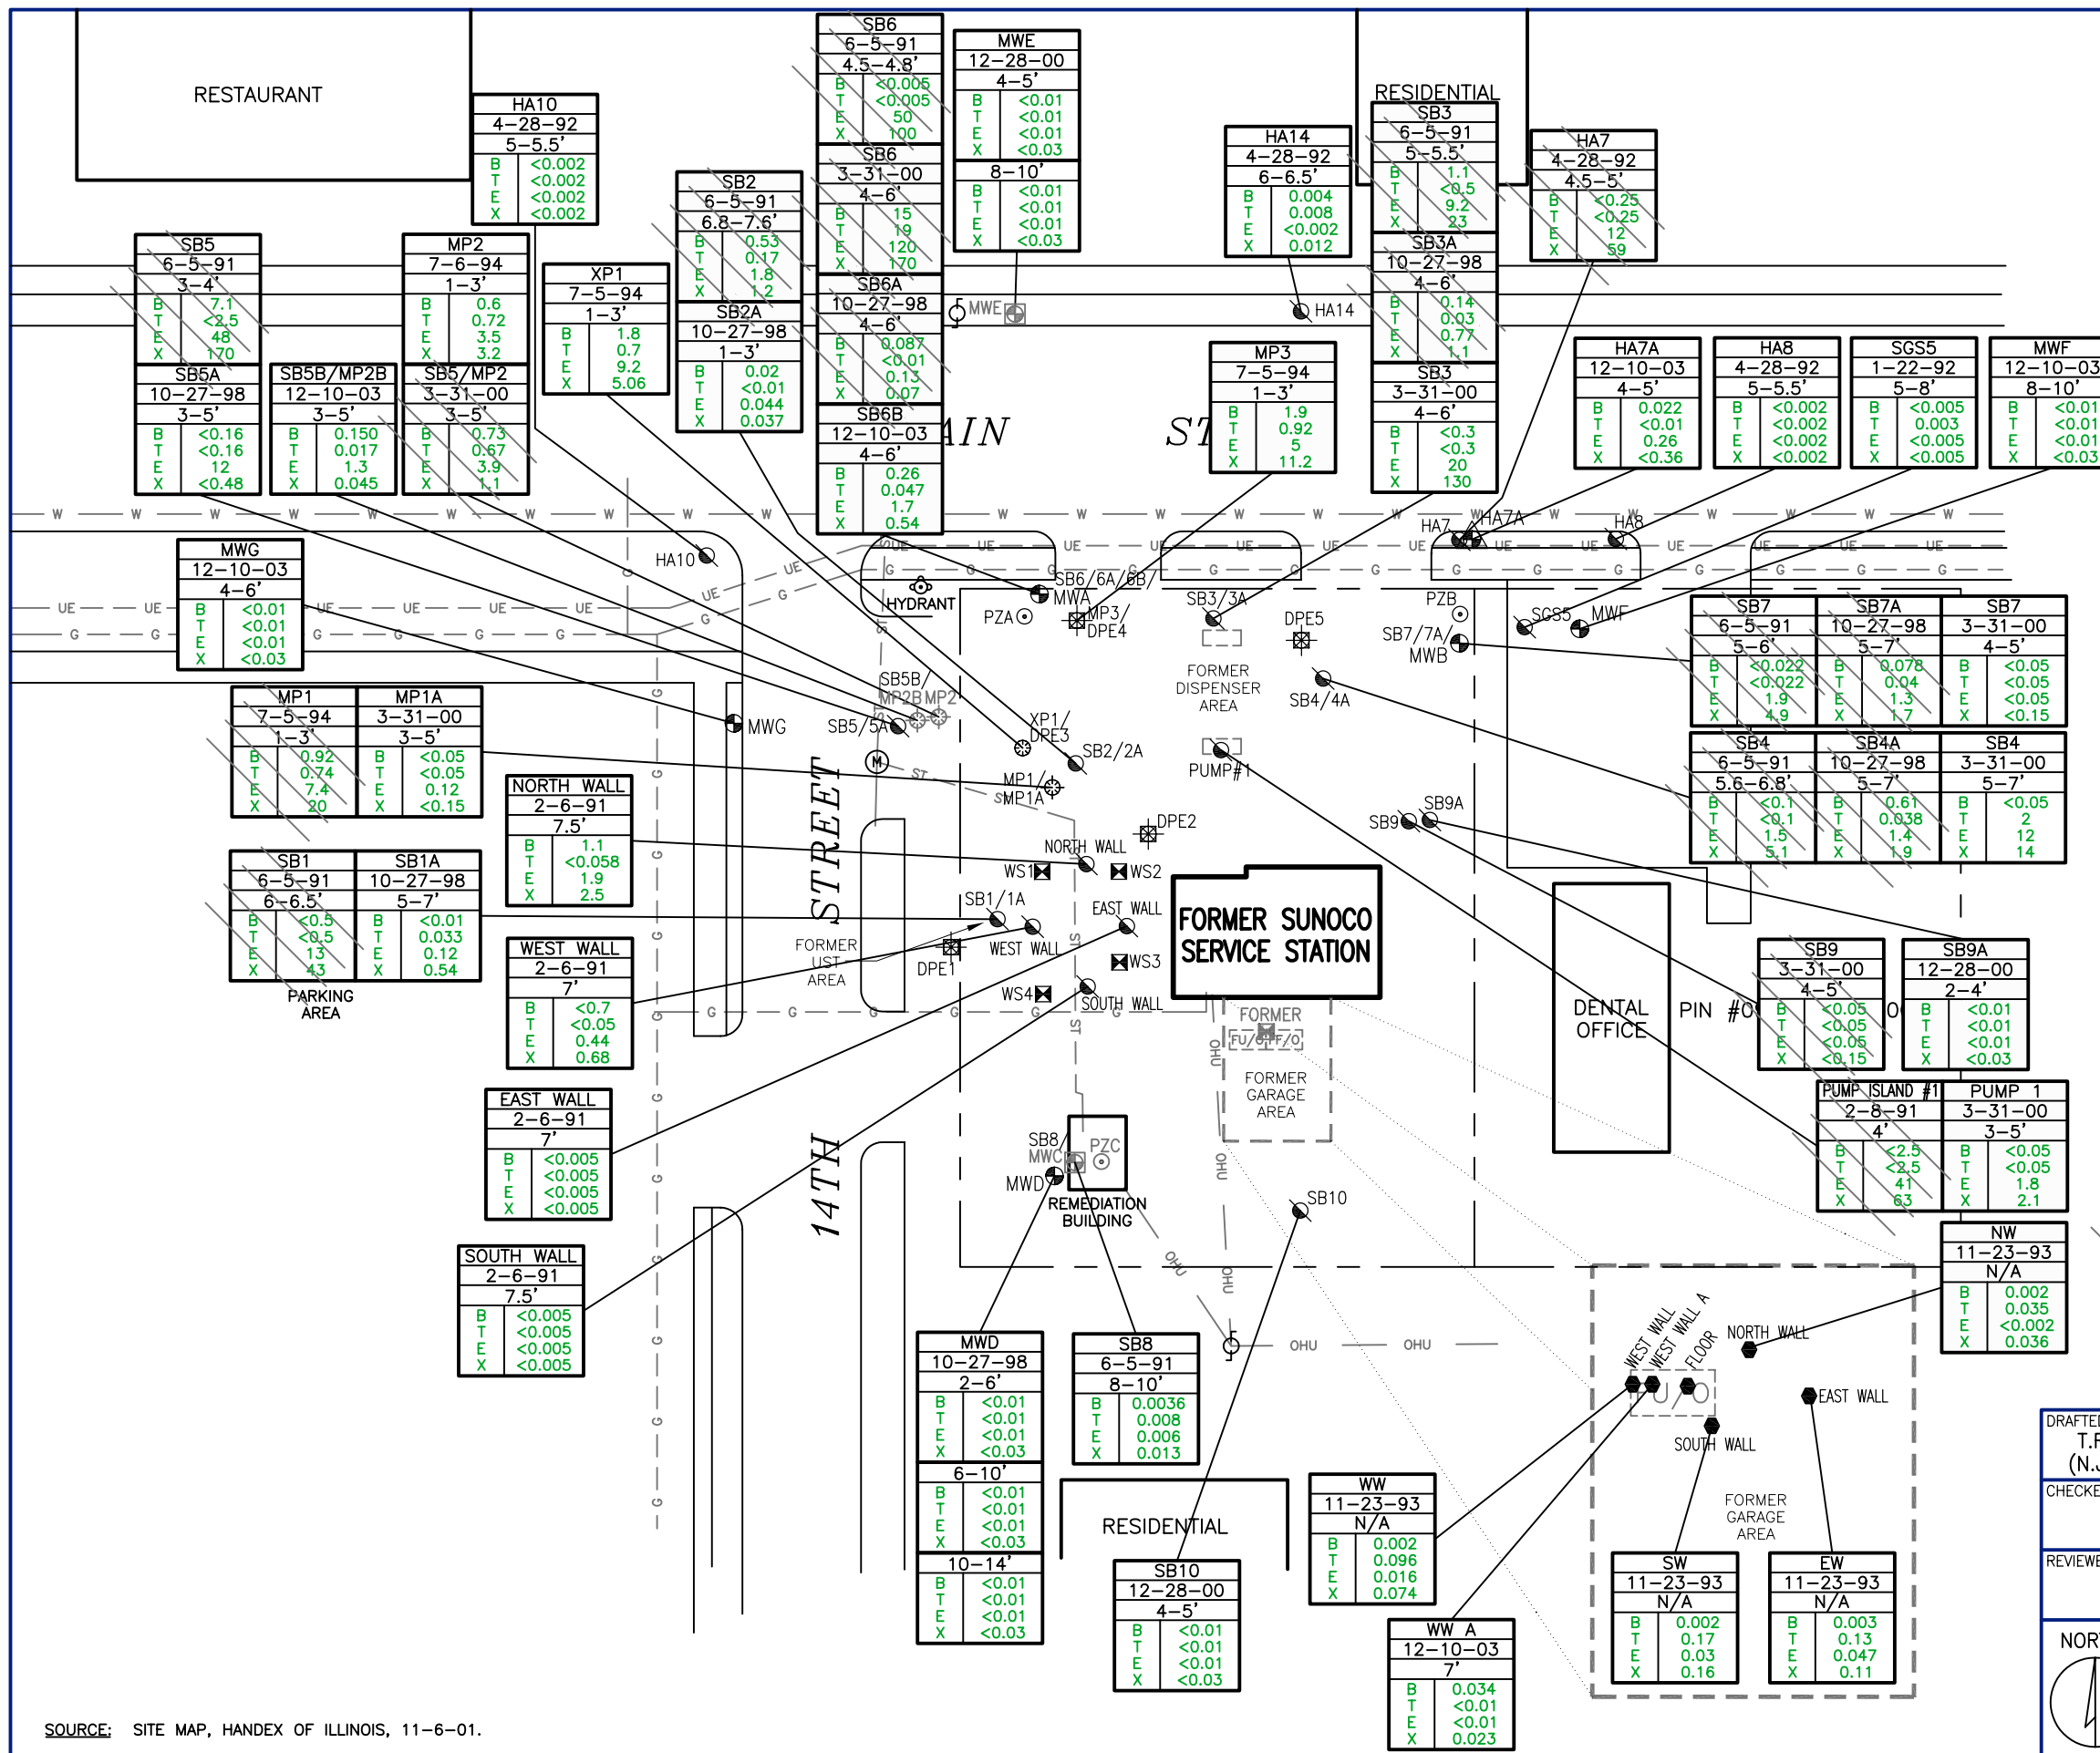 RESTAURANT
HA10
4-28-92
5-5.5'
B <0.002
T <0.002
E <0.002
X <0.002
SB6
6-5-91
4.5-4.8'
B <0.005
T <0.005
E 50
X 100
SB6
3-31-00
4-6'
B 15
T 19
E 120
X 170
SB6A
10-27-98
4-6'
B 0.087
T <0.01
E 0.13
X 0.07
SB6B
12-10-03
4-6'
B 0.26
T 0.047
E 1.7
X 0.54
MWE
12-28-00
4-5'
B <0.01
T <0.01
E <0.01
X <0.03
8-10'
B <0.01
T <0.01
E <0.01
X <0.03
HA14
4-28-92
6-6.5'
B 0.004
T 0.008
E <0.002
X 0.012
RESIDENTIAL
SB3
6-5-91
5-5.5'
B 1.1
T <0.5
E 9.2
X 23
SB3A
10-27-98
4-6'
B 0.14
T 0.03
E 0.77
X 1.1
SB3
3-31-00
4-6'
B <0.3
T <0.3
E 20
X 130
HA7
4-28-92
4.5-5'
B <0.25
T <0.25
E 12
X 59
SB2
6-5-91
6.8-7.6'
B 0.53
T 0.17
E 1.8
X 1.2
SB2A
10-27-98
1-3'
B 0.02
T <0.01
E 0.044
X 0.037
SB5
6-5-91
3-4'
B 7.1
T <2.5
E 48
X 170
SB5A
10-27-98
3-5'
B <0.16
T <0.16
E 12
X <0.48
SB5B/MP2B
12-10-03
3-5'
B 0.150
T 0.017
E 1.3
X 0.045
MP2
7-6-94
1-3'
B 0.6
T 0.72
E 3.5
X 3.2
SB5/MP2
3-31-00
3-5'
B 0.73
T 0.67
E 3.9
X 1.1
XP1
7-5-94
1-3'
B 1.8
T 0.7
E 9.2
X 5.06
MWE
HA14
MP3
7-5-94
1-3'
B 1.9
T 0.92
E 5
X 11.2
HA7A
12-10-03
4-5'
B 0.022
T <0.01
E 0.26
X <0.36
HA8
4-28-92
5-5.5'
B <0.002
T <0.002
E <0.002
X <0.002
SGS5
1-22-92
5-8'
B <0.005
T 0.003
E <0.005
X <0.005
MWF
12-10-03
8-10'
B <0.01
T <0.01
E <0.01
X <0.03
AIN ST
W W W W W W W W W W W W W W W W W W W W W W W W
HA7
HA7A
HA8
HA10
UE UE UE UE UE UE UE UE UE UE UE UE UE
G G G G G G G G G G G G G G
HYDRANT
MWG
12-10-03
4-6'
B <0.01
T <0.01
E <0.01
X <0.03
SB6/6A/6B/
MWA
PZA
MP3/
DPE4
SB3/3A
DPE5
PZB
SB7/7A/
MWB
SGS5
MWF
FORMER
DISPENSER
AREA
SB4/4A
SB7
6-5-91
5-6'
B <0.022
T <0.022
E 1.9
X 4.9
SB7A
10-27-98
5-7'
B 0.078
T 0.04
E 1.3
X 1.7
SB7
3-31-00
4-5'
B <0.05
T <0.05
E <0.05
X <0.15
SB4
6-5-91
5.6-6.8'
B <0.1
T <0.1
E 1.5
X 5.1
SB4A
10-27-98
5-7'
B 0.61
T 0.038
E 1.4
X 1.9
SB4
3-31-00
5-7'
B <0.05
T 2
E 12
X 14
MP1
7-5-94
1-3'
B 0.92
T 0.74
E 7.4
X 20
MP1A
3-31-00
3-5'
B <0.05
T <0.05
E 0.12
X <0.15
MWG
SB5B/
MP2B
MP2
SB5/5A
XP1/
DPE3
SB2/2A
MP1/
MP1A
PUMP#1
M
ST
ST
ST
ST
SB9
SB9A
DPE2
NORTH WALL
2-6-91
7.5'
B 1.1
T <0.058
E 1.9
X 2.5
NORTH WALL
WS1
WS2
SB1
6-5-91
6-6.5'
B <0.5
T <0.5
E 13
X 43
SB1A
10-27-98
5-7'
B <0.01
T 0.033
E 0.12
X 0.54
PARKING
AREA
14TH STREET
SB1/1A
EAST WALL
WEST WALL
FORMER
UST
AREA
DPE1
WS3
WS4
SOUTH WALL
FORMER SUNOCO
SERVICE STATION
WEST WALL
2-6-91
7'
B <0.7
T <0.05
E 0.44
X 0.68
EAST WALL
2-6-91
7'
B <0.005
T <0.005
E <0.005
X <0.005
SOUTH WALL
2-6-91
7.5'
B <0.005
T <0.005
E <0.005
X <0.005
FORMER
FORMER
GARAGE
AREA
DENTAL
OFFICE
PIN #0
SB9
3-31-00
4-5'
B <0.05
T <0.05
E <0.05
X <0.15
SB9A
12-28-00
2-4'
B <0.01
T <0.01
E <0.01
X <0.03
PUMP ISLAND #1
2-8-91
4'
B <2.5
T <2.5
E 41
X 63
PUMP 1
3-31-00
3-5'
B <0.05
T <0.05
E 1.8
X 2.1
SB8/
MWC
PZC
MWD
REMEDIATION
BUILDING
SB10
OHU OHU OHU OHU OHU OHU
NW
11-23-93
N/A
B 0.002
T 0.035
E <0.002
X 0.036
WEST WALL
WEST WALL A
FLOOR
NORTH WALL
EAST WALL
SOUTH WALL
FORMER
GARAGE
AREA
MWD
10-27-98
2-6'
B <0.01
T <0.01
E <0.01
X <0.03
6-10'
B <0.01
T <0.01
E <0.01
X <0.03
10-14'
B <0.01
T <0.01
E <0.01
X <0.03
SB8
6-5-91
8-10'
B 0.0036
T 0.008
E 0.006
X 0.013
RESIDENTIAL
SB10
12-28-00
4-5'
B <0.01
T <0.01
E <0.01
X <0.03
WW
11-23-93
N/A
B 0.002
T 0.096
E 0.016
X 0.074
WW A
12-10-03
7'
B 0.034
T <0.01
E <0.01
X 0.023
SW
11-23-93
N/A
B 0.002
T 0.17
E 0.03
X 0.16
EW
11-23-93
N/A
B 0.003
T 0.13
E 0.047
X 0.11
DRAFTE
T.
(N.
CHECKE
REVIEWE
NOR
SOURCE: SITE MAP, HANDEX OF ILLINOIS, 11-6-01.